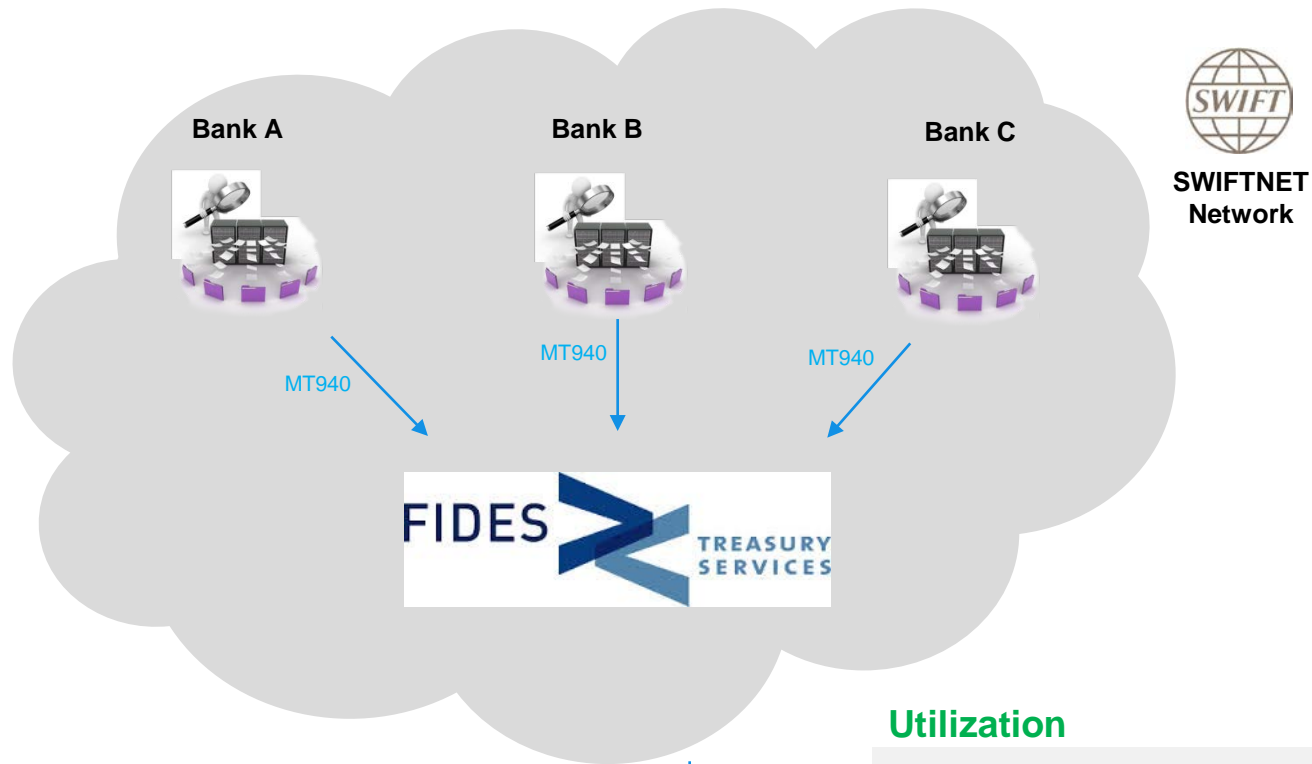 Bank A
Bank B
Bank C
SWIFT
SWIFTNET
Network
MT940
MT940
MT940
FIDES
TREASURY
SERVICES
Utilization